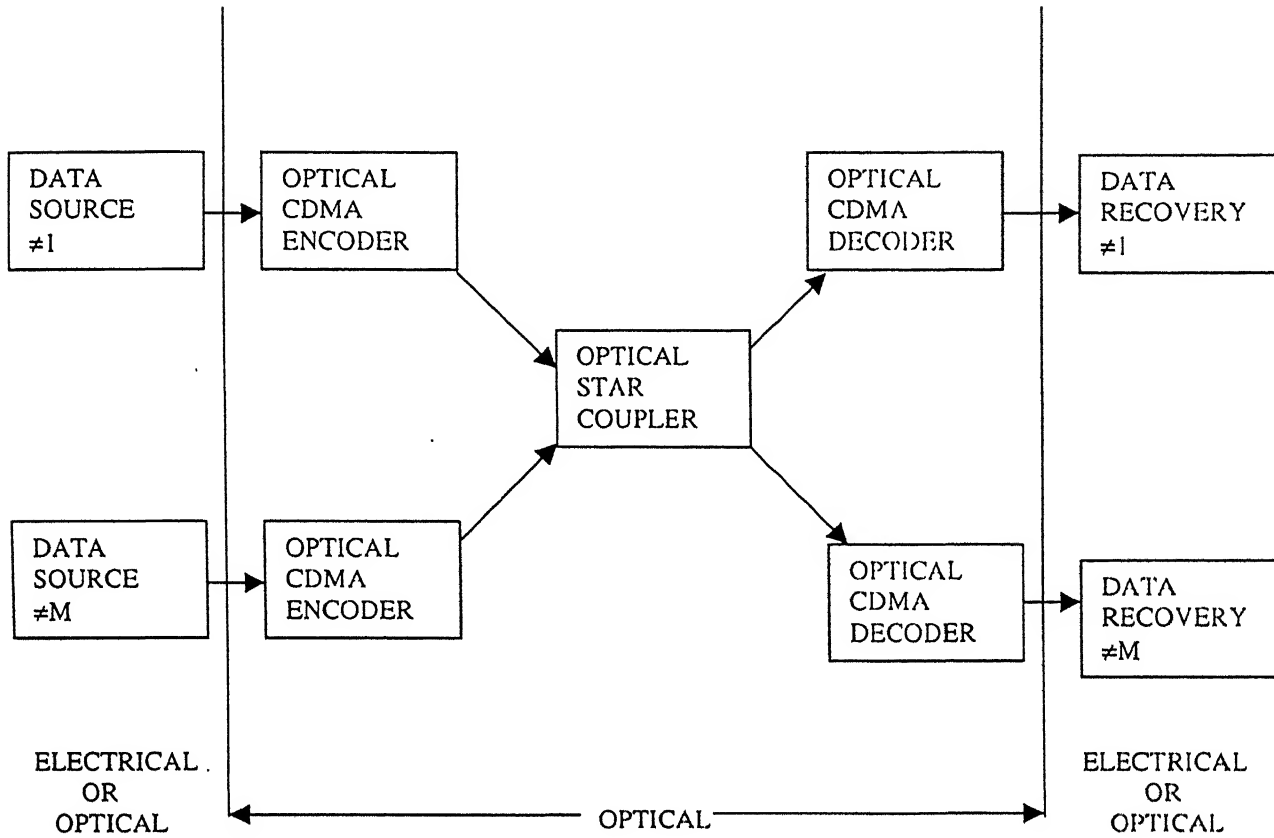 DATA
SOURCE
≠1
OPTICAL
CDMA
ENCODER
OPTICAL
CDMA
DECODER
DATA
RECOVERY
≠1
OPTICAL
STAR
COUPLER
DATA
SOURCE
≠M
OPTICAL
CDMA
ENCODER
OPTICAL
CDMA
DECODER
DATA
RECOVERY
≠M
ELECTRICAL
OR
OPTICAL
OPTICAL
ELECTRICAL
OR
OPTICAL